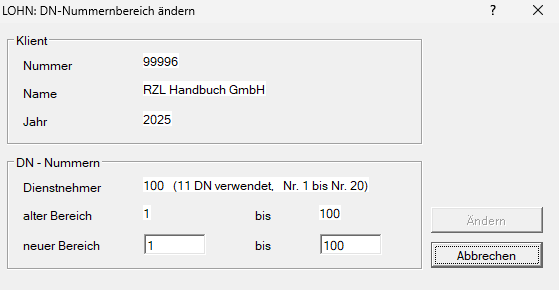 LOHN: DN-Nummernbereich ändern ? ×
Klient
Nummer 99996
Name RZL Handbuch GmbH
Jahr 2025
DN - Nummern
Dienstnehmer 100 (11 DN verwendet, Nr. 1 bis Nr. 20)
alter Bereich 1 bis 100
neuer Bereich 1 bis 100
Ändern
Abbrechen